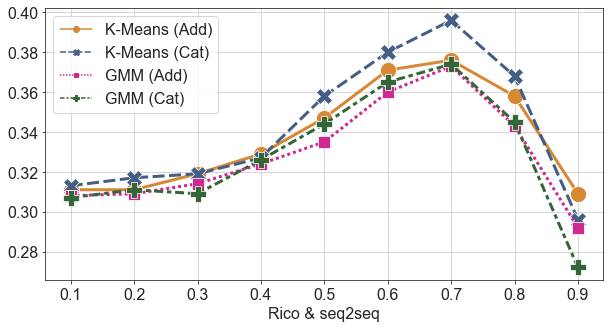 0.40
0.38
0.36
0.34
0.32
0.30
0.28
K-Means (Add)
K-Means (Cat)
GMM (Add)
GMM (Cat)
0.1 0.2 0.3 0.4 0.5 0.6 0.7 0.8 0.9
Rico & seq2seq